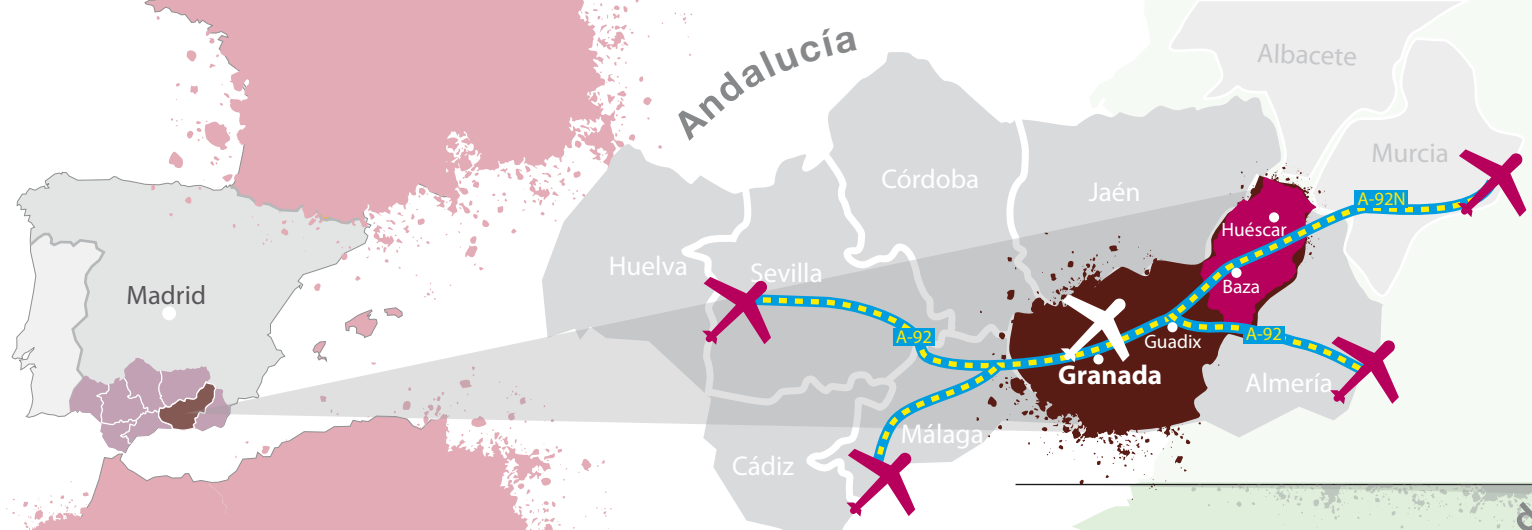 Andalucía
Albacete
Murcia
Córdoba
Jaén
A-92N
Huéscar
Huelva
Sevilla
Baza
Madrid
A-92
Guadix
A-92
Granada
Almería
Málaga
Cádiz